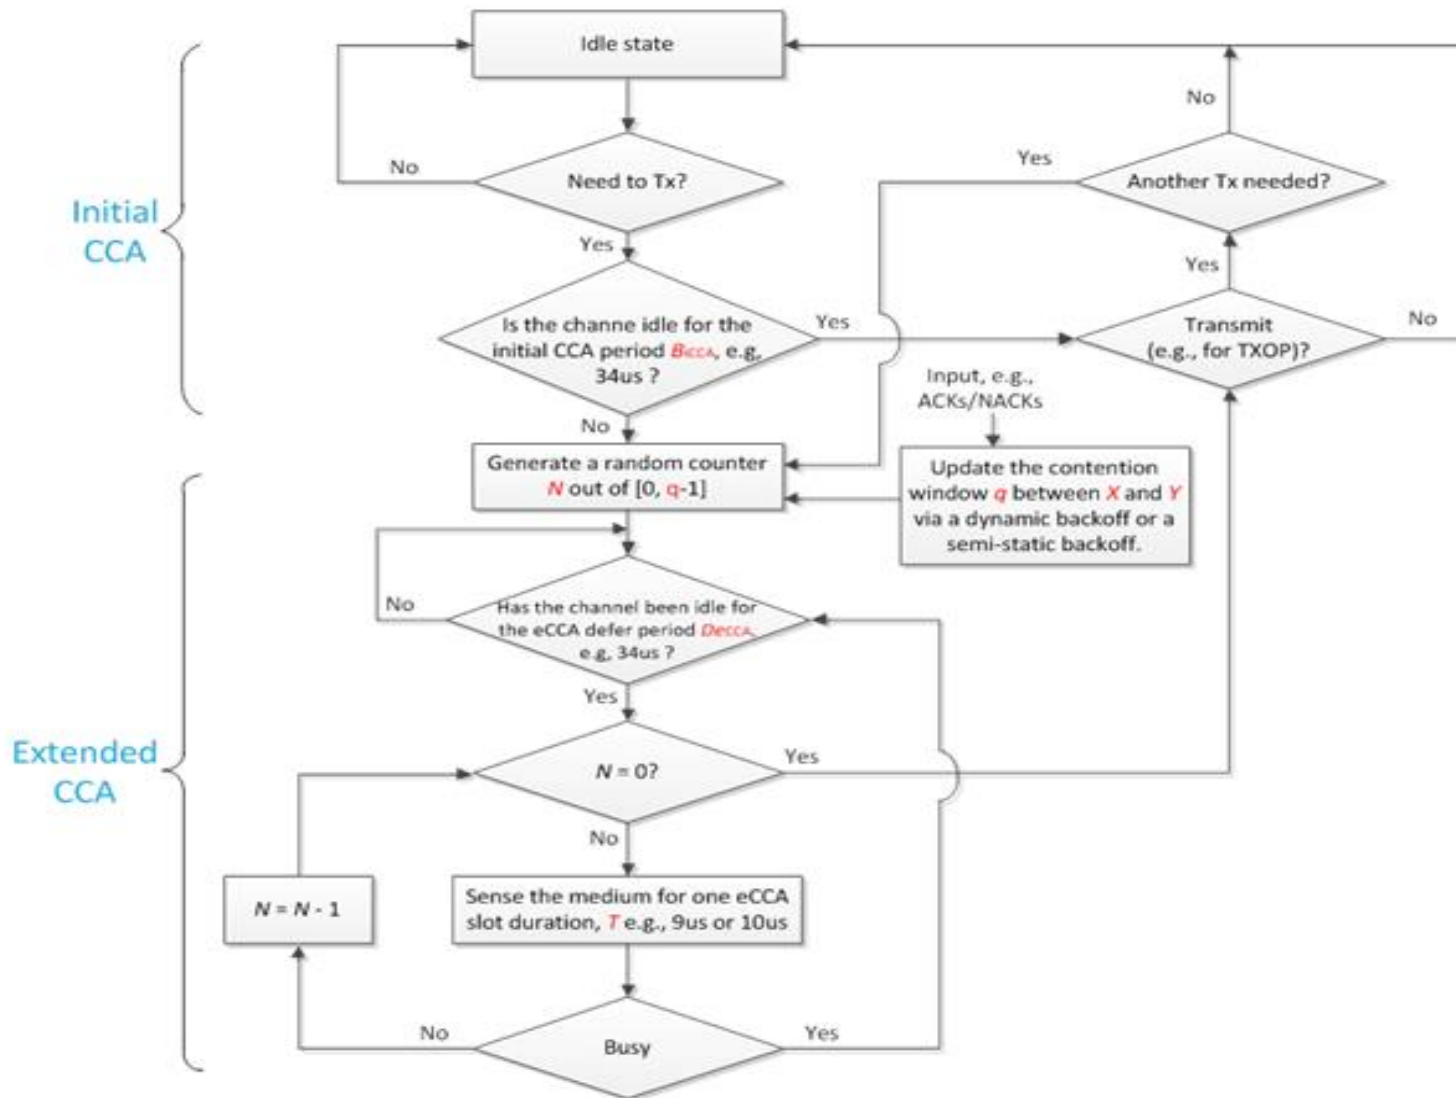 Idle state
No
Need to Tx?
Yes
Another Tx needed?
No
Yes
Initial
CCA
Yes
Is the channe idle for the
initial CCA period BiCCA, e.g,
34us ?
Yes
Transmit
(e.g., for TXOP)?
No
Input, e.g.,
ACKs/NACKs
No
Generate a random counter
N out of [0, q-1]
Update the contention
window q between X and Y
via a dynamic backoff or a
semi-static backoff.
No
Has the channel been idle for
the eCCA defer period DeCCA,
e.g, 34us ?
Yes
Extended
CCA
N = 0?
Yes
No
N = N - 1
Sense the medium for one eCCA
slot duration, T e.g., 9us or 10us
No
Busy
Yes